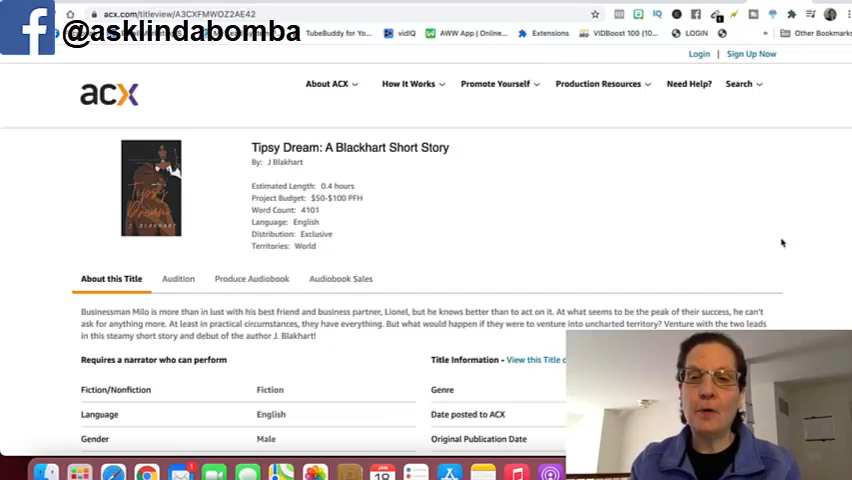 acx.com/titleview/A3CXFMWOZ2AE42
@asklindabomba
TubeBuddy for Yo...
vidIQ
AWW App | Online...
Extensions
VIDBoost 100 (10...
LOGIN
Other Bookmarks
Login | Sign Up Now
acx
About ACX
How It Works
Promote Yourself
Production Resources
Need Help?
Search
Tipsy Dream: A Blackhart Short Story
By: J Blakhart
Estimated Length: 0.4 hours
Project Budget: $50-$100 PFH
Word Count: 4101
Language: English
Distribution: Exclusive
Territories: World
Tipsy
Dream
J. BLAKHART
About this Title
Audition
Produce Audiobook
Audiobook Sales
Businessman Milo is more than in lust with his best friend and business partner, Lionel, but he knows better than to act on it. At what seems to be the peak of their success, he can't
ask for anything more. At least in practical circumstances, they have everything. But what would happen if they were to venture into uncharted territory? Venture with the two leads
in this steamy short story and debut of the author J. Blakhart!
Requires a narrator who can perform
Title Information - View this Title o
Fiction/Nonfiction Fiction
Genre
Language English
Date posted to ACX
Gender Male
Original Publication Date
JAN
18